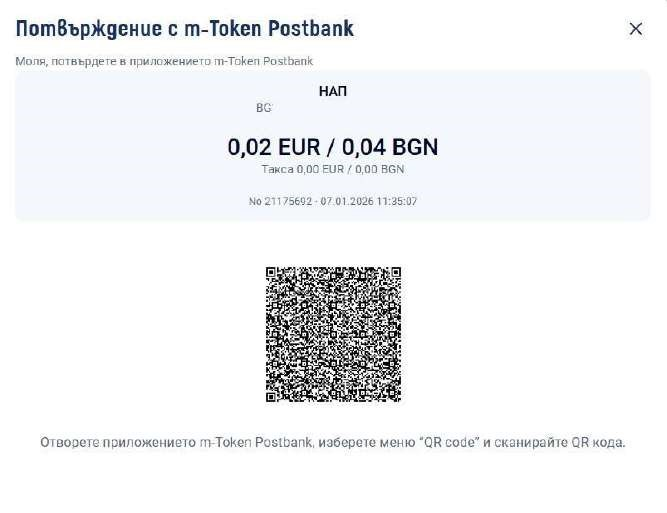 Потвърждение с m-Token Postbank
Моля, потвърдете в приложението m-Token Postbank
НАП
BG
0,02 EUR / 0,04 BGN
Такса 0,00 EUR / 0,00 BGN
No 21175692 - 07.01.2026 11:35:07
Отворете приложението m-Token Postbank, изберете меню “QR code” и сканирайте QR кода.